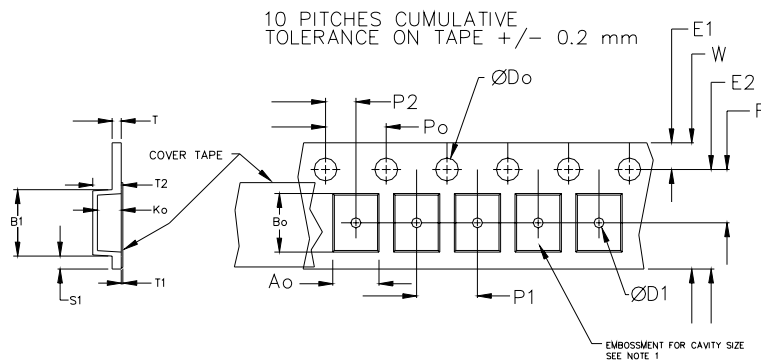 10 PITCHES CUMULATIVE
TOLERANCE ON TAPE +/- 0.2 mm
E1
W
ØDo
E2
P2
F
T
Po
COVER TAPE
T2
B1
Ko
Bo
Ao
S1
T1
P1
ØD1
EMBOSSMENT FOR CAVITY SIZE
SEE NOTE 1